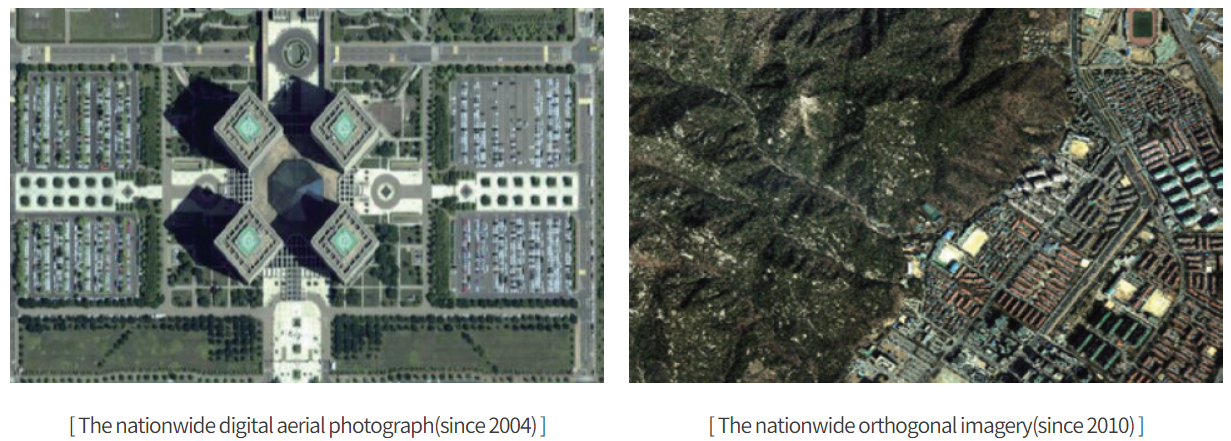 [ The nationwide digital aerial photograph(since 2004) ]
[ The nationwide orthogonal imagery(since 2010) ]